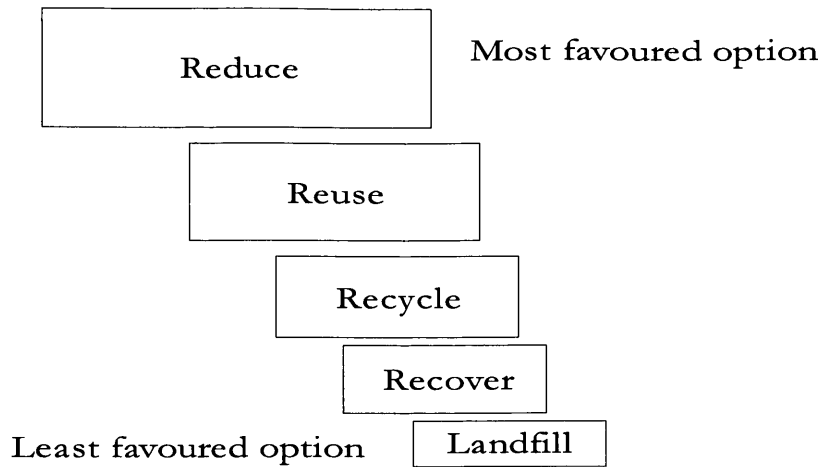 Reduce
Most favoured option
Reuse
Recycle
Recover
Least favoured option
Landfill